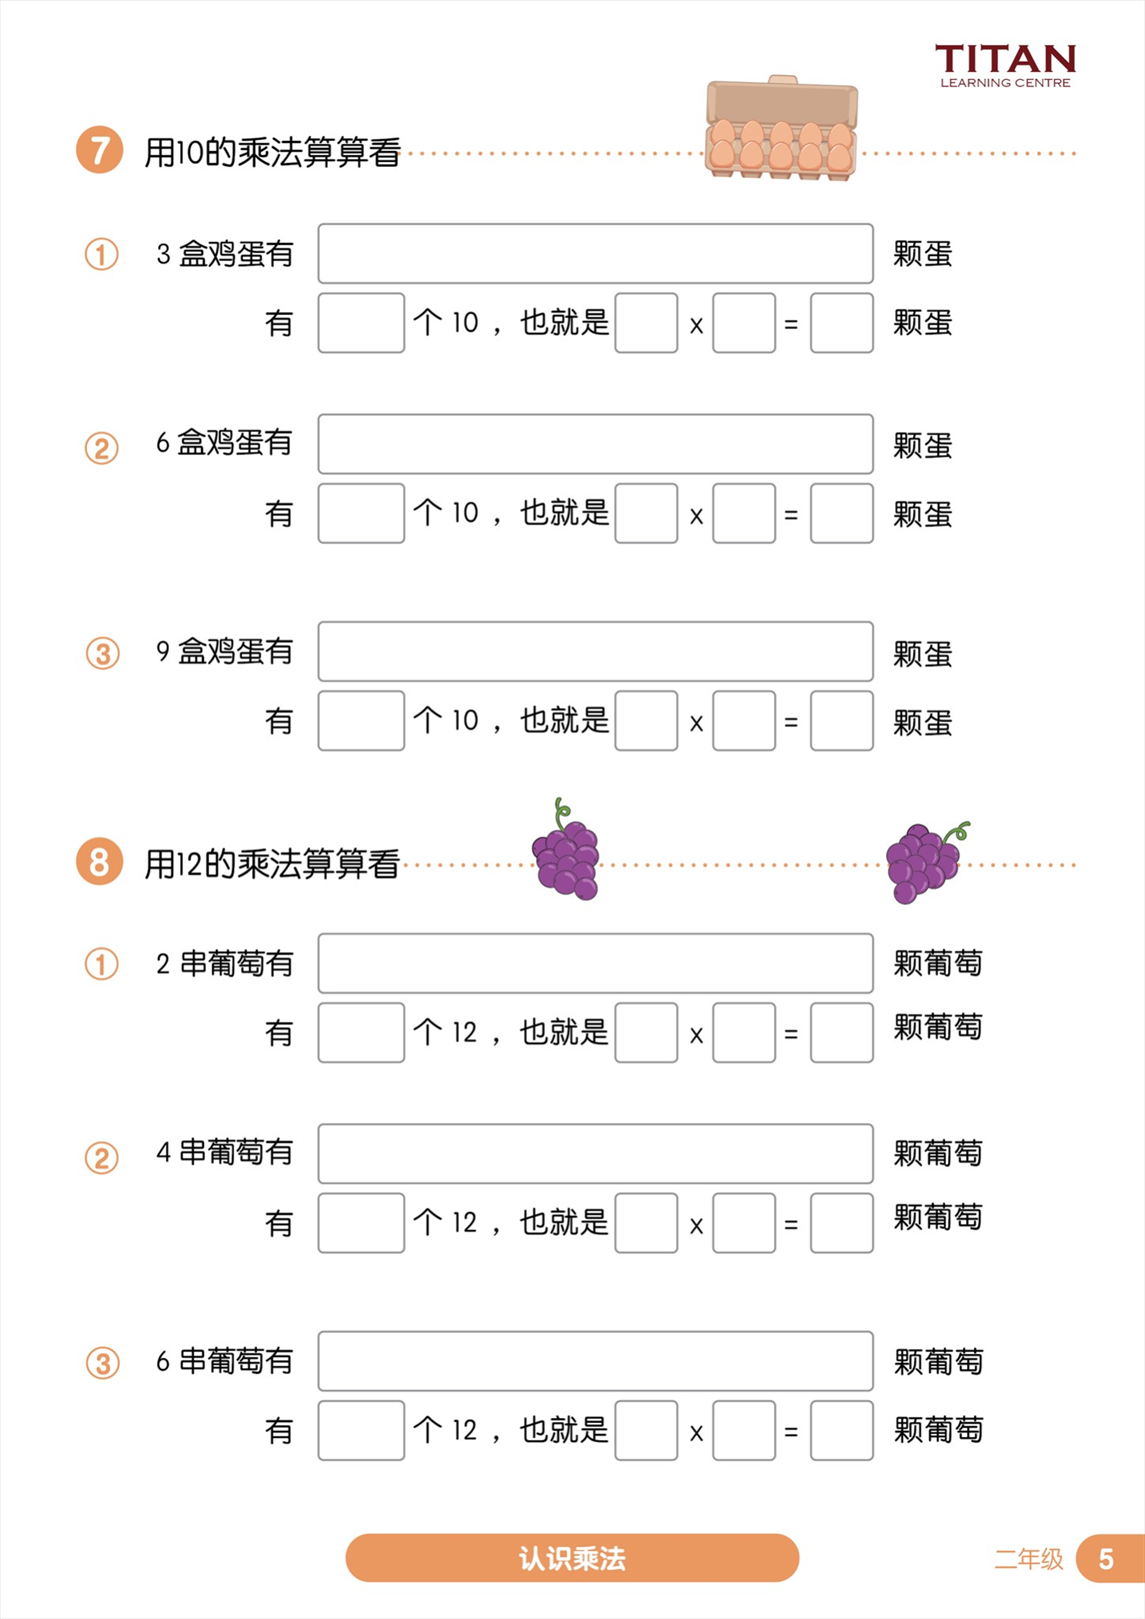 TITAN
LEARNING CENTRE
7 用10的乘法算算看
① 3 盒鸡蛋有 颗蛋
有 个 10 ，也就是 x = 颗蛋
② 6 盒鸡蛋有 颗蛋
有 个 10 ，也就是 x = 颗蛋
③ 9 盒鸡蛋有 颗蛋
有 个 10 ，也就是 x = 颗蛋
8 用12的乘法算算看
① 2 串葡萄有 颗葡萄
有 个 12 ，也就是 x = 颗葡萄
② 4 串葡萄有 颗葡萄
有 个 12 ，也就是 x = 颗葡萄
③ 6 串葡萄有 颗葡萄
有 个 12 ，也就是 x = 颗葡萄
认识乘法
二年级 5